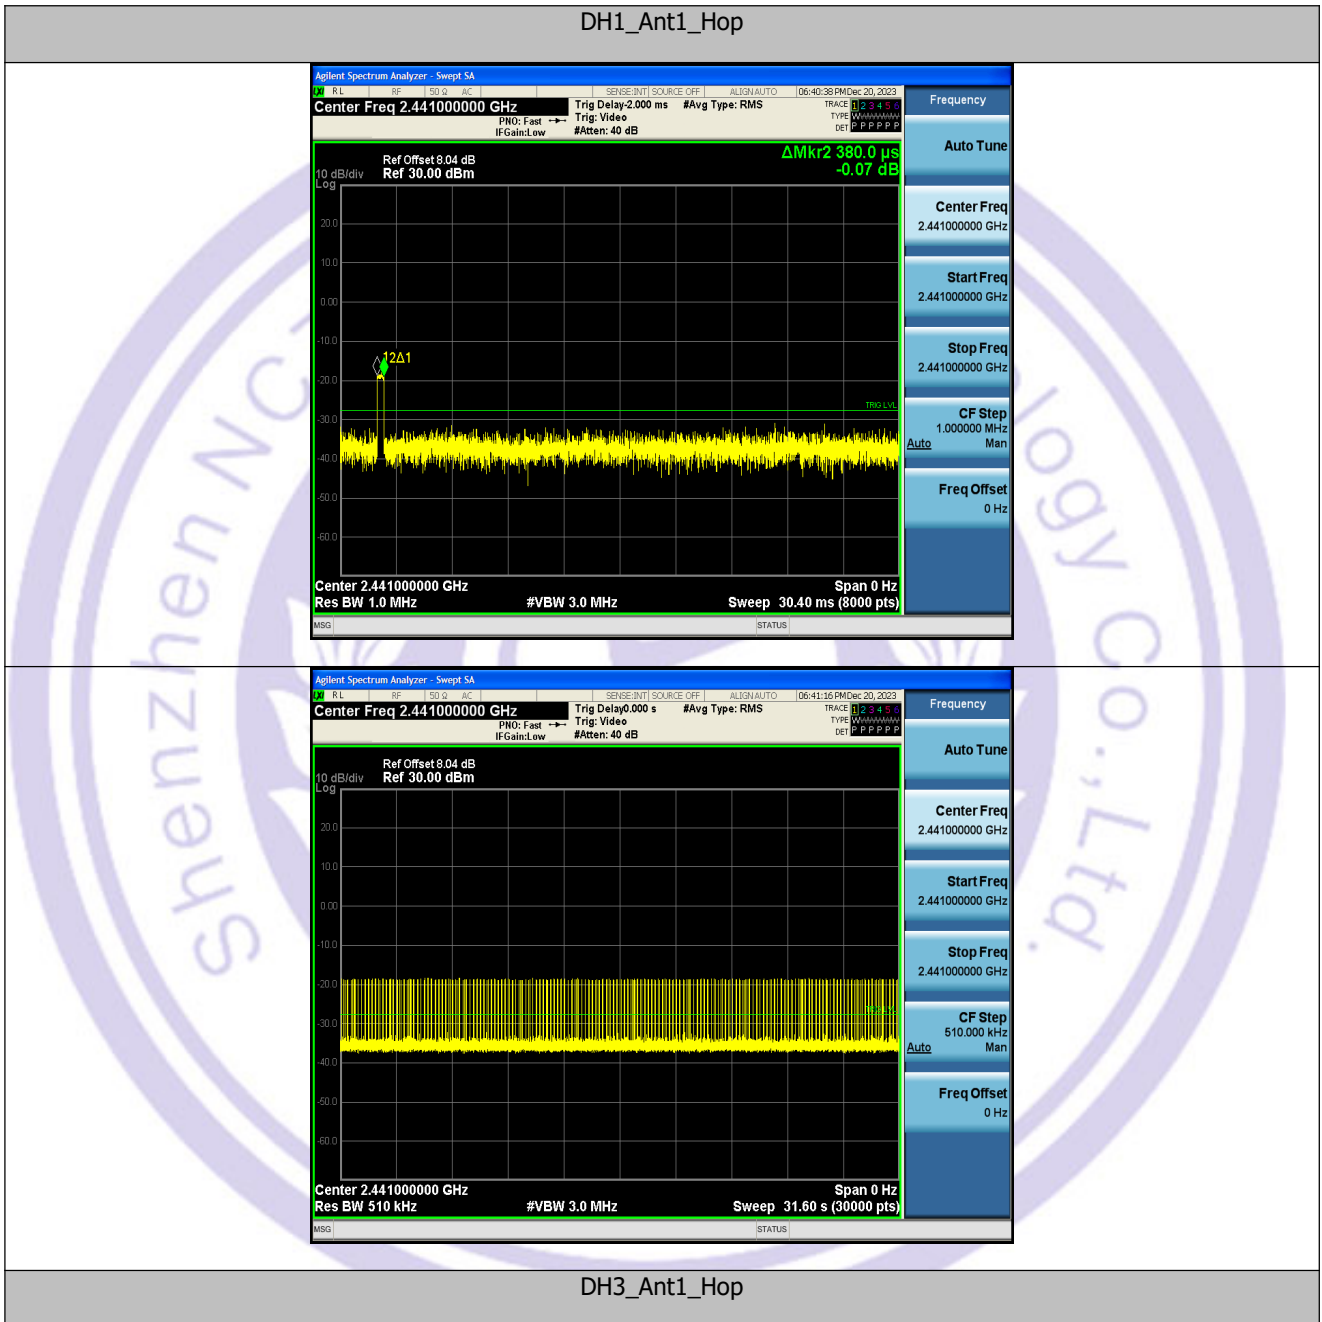 DH1_Ant1_Hop
Agilent Spectrum Analyzer - Swept SA
LXI RL RF 50 Ω AC SENSE:INT SOURCE OFF ALIGN AUTO 06:40:38 PM Dec 20, 2023
Center Freq 2.441000000 GHz Trig Delay-2.000 ms #Avg Type: RMS TRACE 1 2 3 4 5 6
PNO: Fast Trig: Video TYPE W
IFGain:Low #Atten: 40 dB DET P P P P P P
ΔMkr2 380.0 µs
-0.07 dB
Ref Offset 8.04 dB
10 dB/div Ref 30.00 dBm
Log
20.0
10.0
0.00
-10.0
12Δ1
-20.0
TRIG LVL
-30.0
-40.0
-50.0
-60.0
Center 2.441000000 GHz Span 0 Hz
Res BW 1.0 MHz #VBW 3.0 MHz Sweep 30.40 ms (8000 pts)
MSG STATUS
Frequency
Auto Tune
Center Freq
2.441000000 GHz
Start Freq
2.441000000 GHz
Stop Freq
2.441000000 GHz
CF Step
1.000000 MHz
Auto Man
Freq Offset
0 Hz
Agilent Spectrum Analyzer - Swept SA
LXI RL RF 50 Ω AC SENSE:INT SOURCE OFF ALIGN AUTO 06:41:16 PM Dec 20, 2023
Center Freq 2.441000000 GHz Trig Delay0.000 s #Avg Type: RMS TRACE 1 2 3 4 5 6
PNO: Fast Trig: Video TYPE W
IFGain:Low #Atten: 40 dB DET P P P P P P
Ref Offset 8.04 dB
10 dB/div Ref 30.00 dBm
Log
20.0
10.0
0.00
-10.0
-20.0
-30.0
-40.0
-50.0
-60.0
Center 2.441000000 GHz Span 0 Hz
Res BW 510 kHz #VBW 3.0 MHz Sweep 31.60 s (30000 pts)
MSG STATUS
Frequency
Auto Tune
Center Freq
2.441000000 GHz
Start Freq
2.441000000 GHz
Stop Freq
2.441000000 GHz
CF Step
510.000 kHz
Auto Man
Freq Offset
0 Hz
DH3_Ant1_Hop
Shenzhen
ology Co., Ltd.